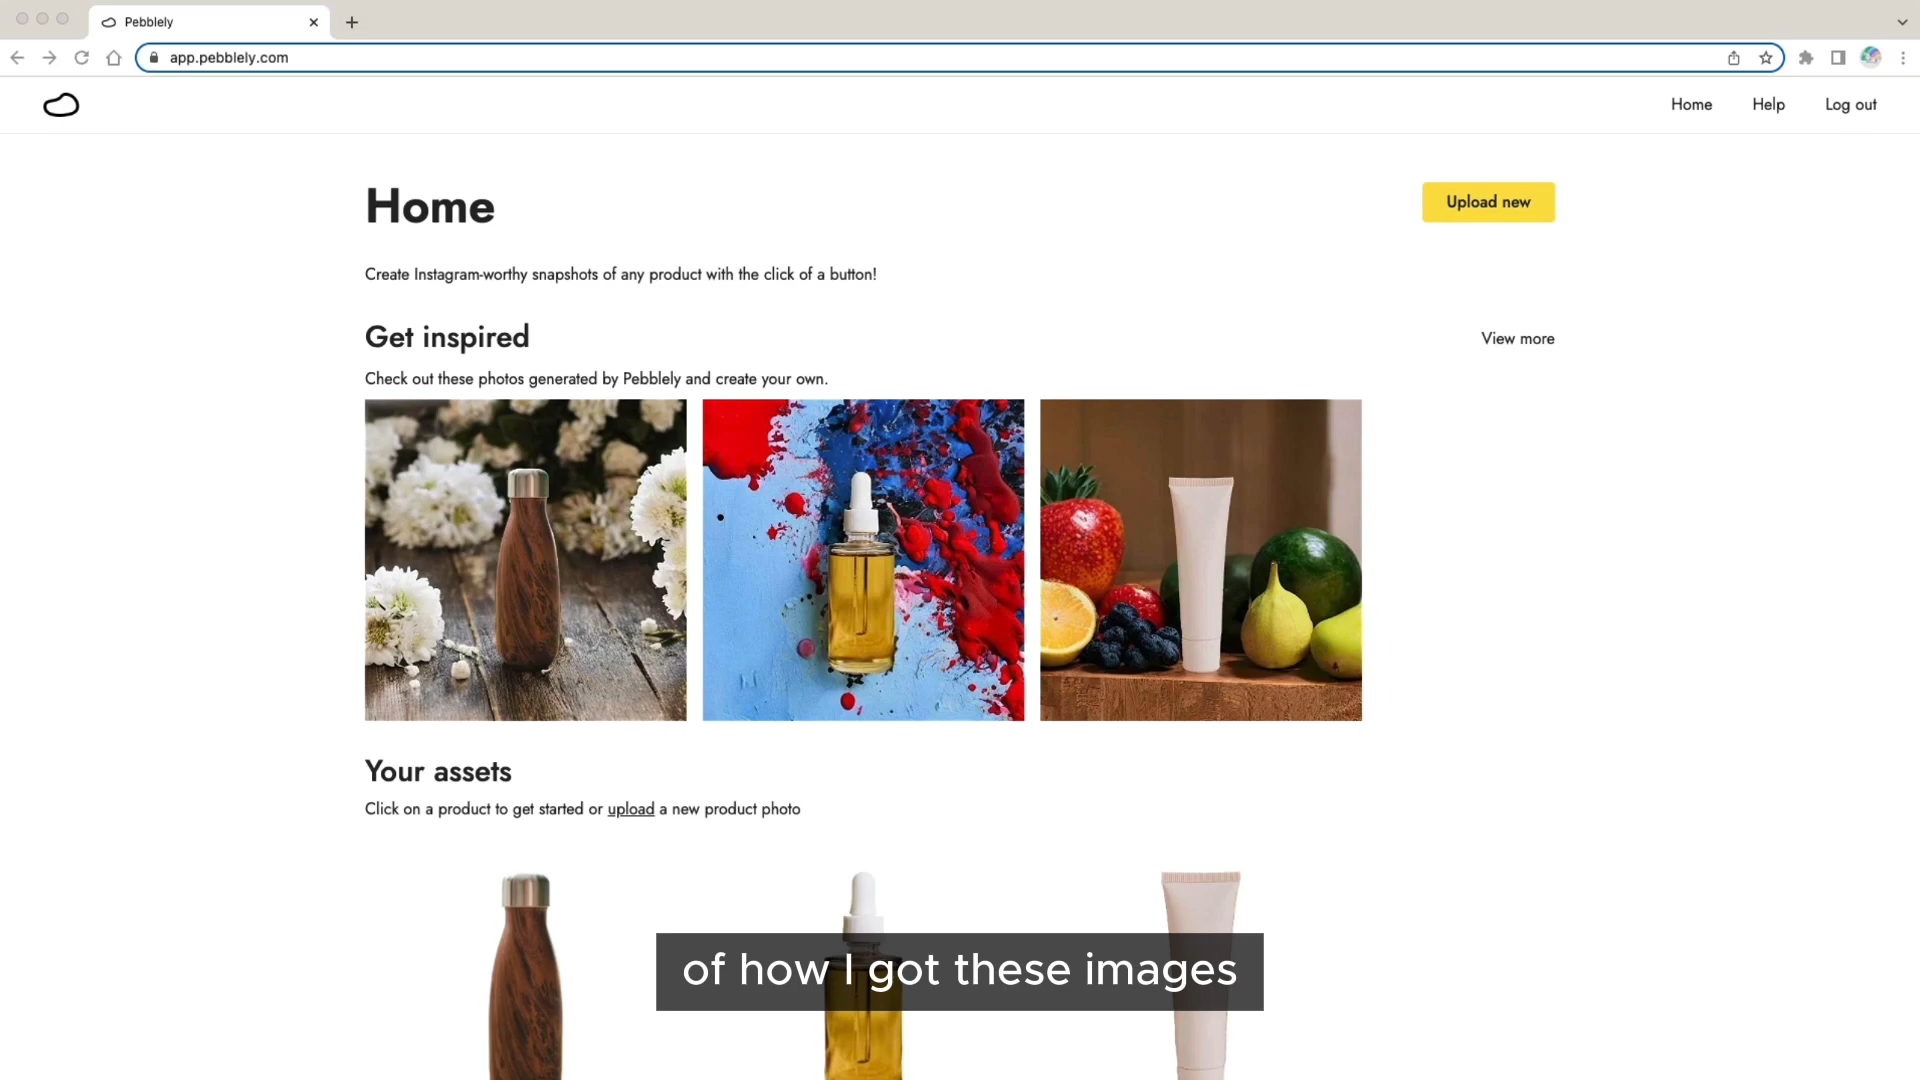 Pebblely
app.pebblely.com
Home
Help
Log out
Home
Upload new
Create Instagram-worthy snapshots of any product with the click of a button!
Get inspired
View more
Check out these photos generated by Pebblely and create your own.
Your assets
Click on a product to get started or upload a new product photo
of how I got these images